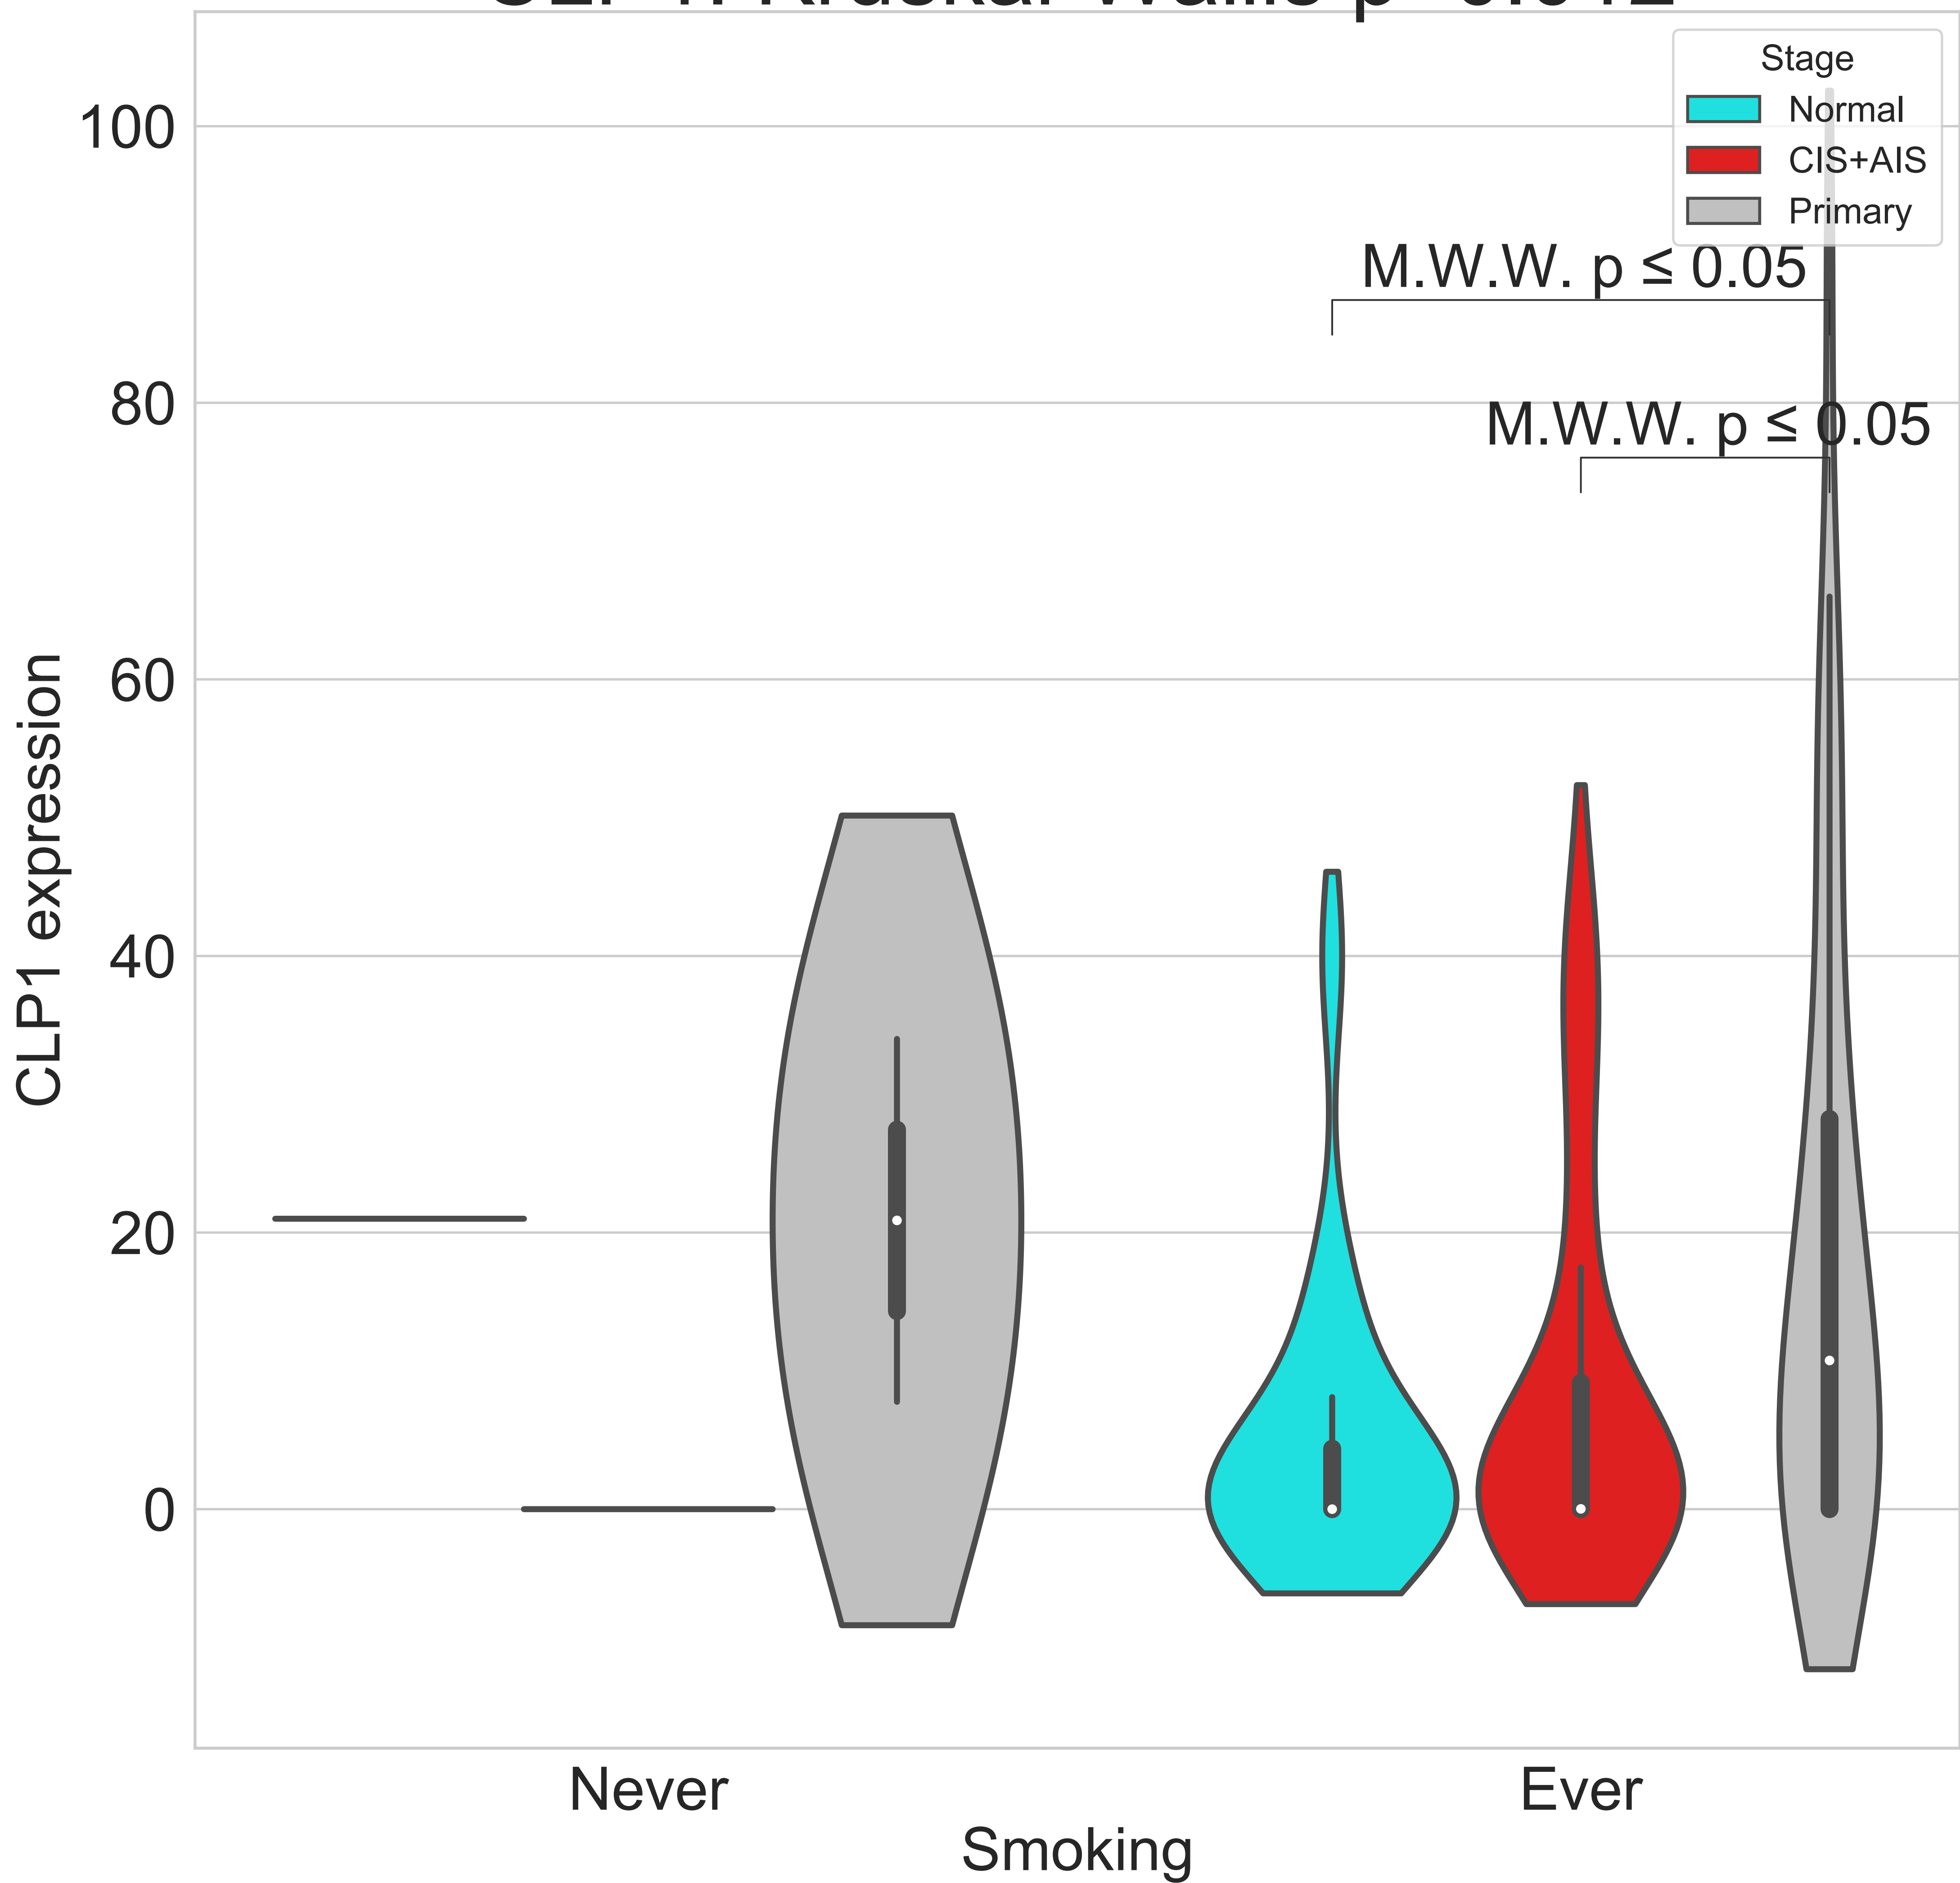 Stage
Normal
CIS+AIS
Primary
M.W.W. p ≤ 0.05
M.W.W. p ≤ 0.05
100
80
60
40
20
0
CLP1 expression
Never
Ever
Smoking